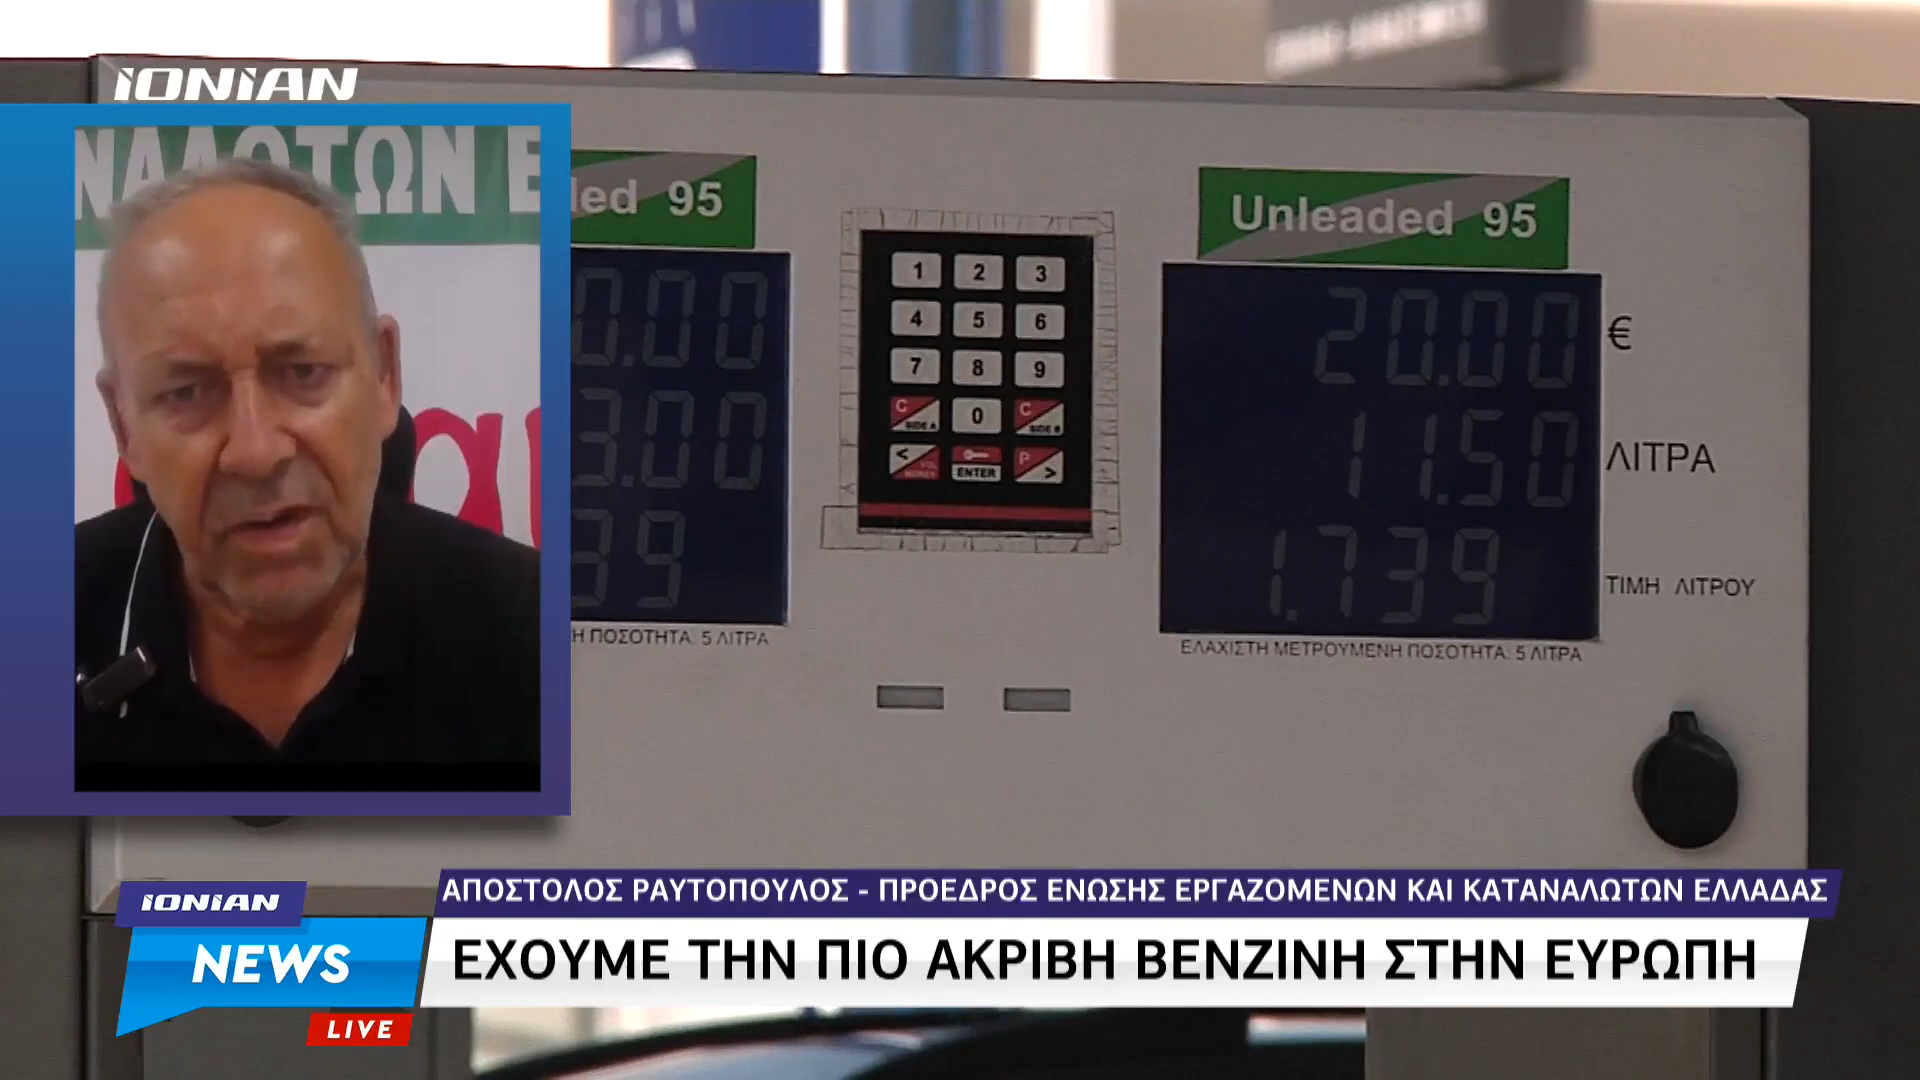 IONIAN
ΝΑΛΩΤΩΝ Ε
led 95
Unleaded 95
1 2 3
4 5 6
7 8 9
C SIDE A 0 C SIDE B
< ENTER P >
0.00
3.00
39
20.00 €
11.50 ΛΙΤΡΑ
1.739 ΤΙΜΗ ΛΙΤΡΟΥ
Η ΠΟΣΟΤΗΤΑ. 5 ΛΙΤΡΑ
ΕΛΑΧΙΣΤΗ ΜΕΤΡΟΥΜΕΝΗ ΠΟΣΟΤΗΤΑ. 5 ΛΙΤΡΑ
IONIAN
ΑΠΟΣΤΟΛΟΣ ΡΑΥΤΟΠΟΥΛΟΣ - ΠΡΟΕΔΡΟΣ ΕΝΩΣΗΣ ΕΡΓΑΖΟΜΕΝΩΝ ΚΑΙ ΚΑΤΑΝΑΛΩΤΩΝ ΕΛΛΑΔΑΣ
NEWS
ΕΧΟΥΜΕ ΤΗΝ ΠΙΟ ΑΚΡΙΒΗ ΒΕΝΖΙΝΗ ΣΤΗΝ ΕΥΡΩΠΗ
LIVE